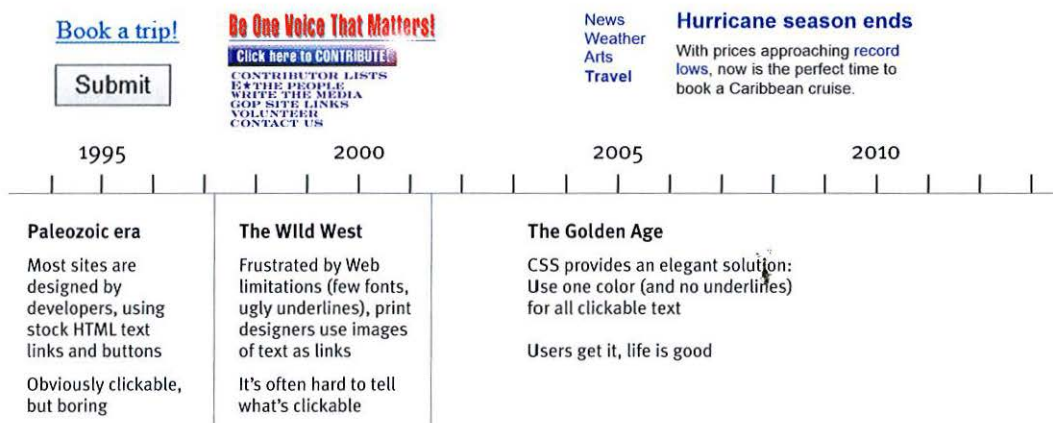 Book a trip!
Submit
Be One Voice That Matters!
Click here to CONTRIBUTE!
CONTRIBUTOR LISTS
E★THE PEOPLE
WRITE THE MEDIA
GOP SITE LINKS
VOLUNTEER
CONTACT US
News
Weather
Arts
Travel
Hurricane season ends
With prices approaching record
lows, now is the perfect time to
book a Caribbean cruise.
1995
2000
2005
2010
Paleozoic era
Most sites are
designed by
developers, using
stock HTML text
links and buttons
Obviously clickable,
but boring
The WIld West
Frustrated by Web
limitations (few fonts,
ugly underlines), print
designers use images
of text as links
It's often hard to tell
what's clickable
The Golden Age
CSS provides an elegant solution:
Use one color (and no underlines)
for all clickable text
Users get it, life is good